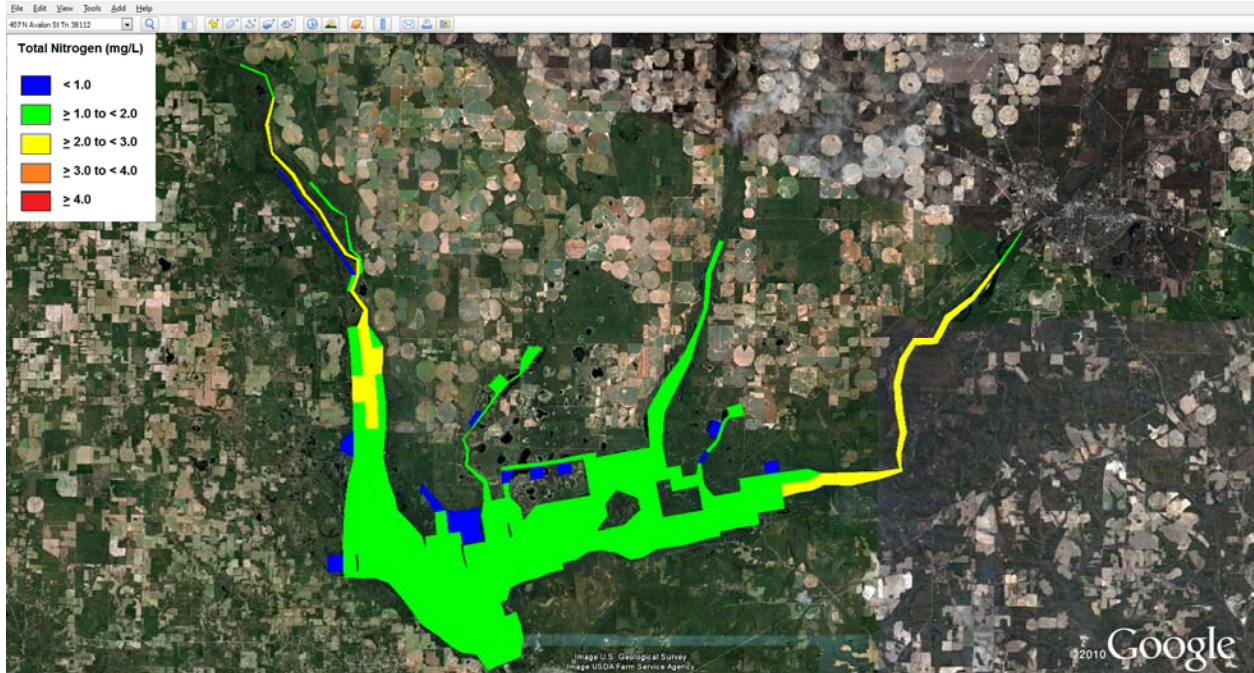 File Edit View Tools Add Help
407 N Avalon St Tn 38112
Total Nitrogen (mg/L)
< 1.0
≥ 1.0 to < 2.0
≥ 2.0 to < 3.0
≥ 3.0 to < 4.0
≥ 4.0
N
Image U.S. Geological Survey
Image USDA Farm Service Agency
©2010 Google